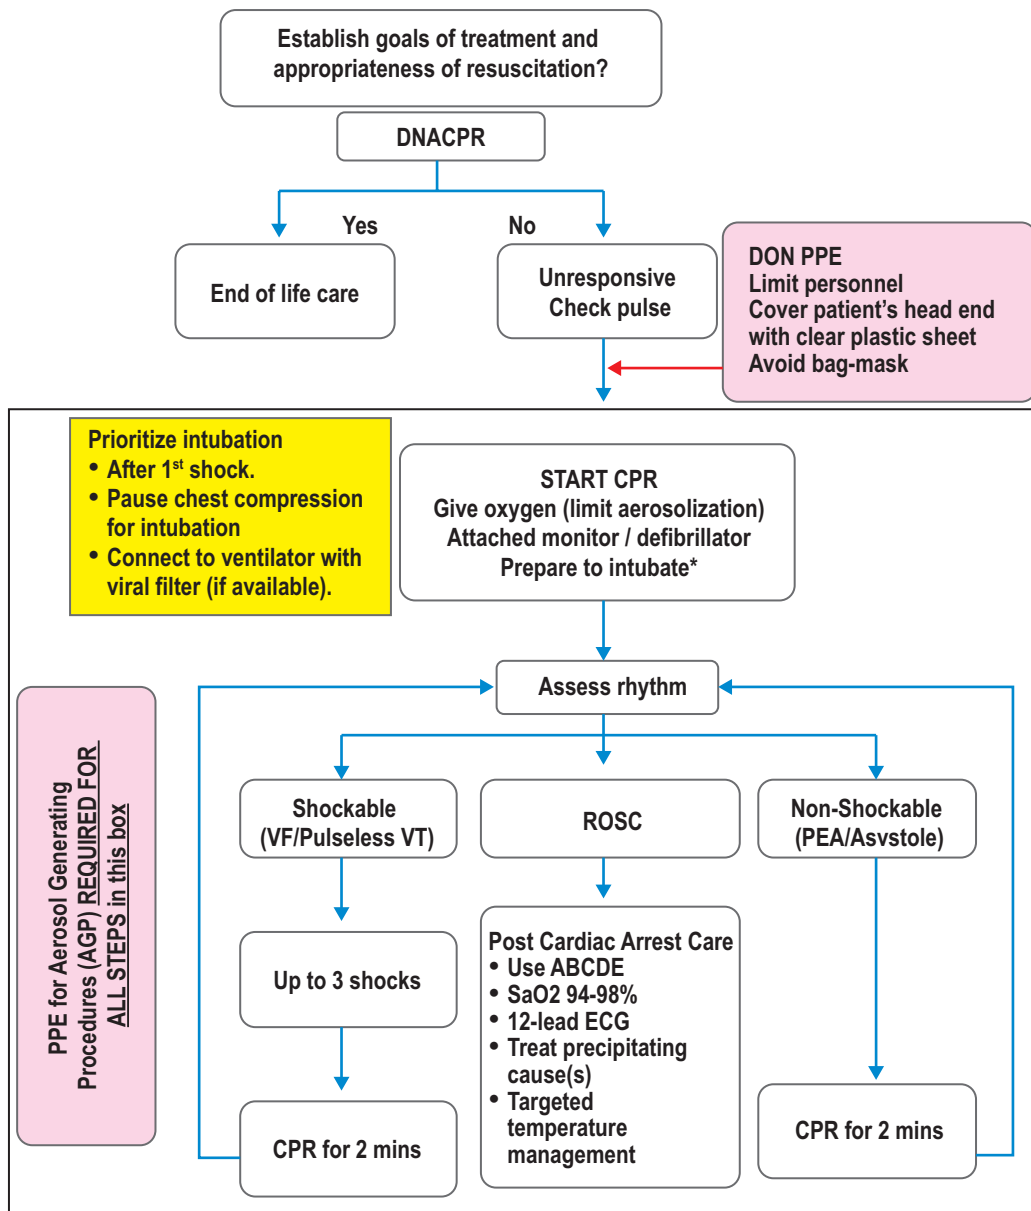 Establish goals of treatment and
appropriateness of resuscitation?
DNACPR
Yes
No
End of life care
Unresponsive
Check pulse
DON PPE
Limit personnel
Cover patient's head end
with clear plastic sheet
Avoid bag-mask
Prioritize intubation
• After 1st shock.
• Pause chest compression
for intubation
• Connect to ventilator with
viral filter (if available).
START CPR
Give oxygen (limit aerosolization)
Attached monitor / defibrillator
Prepare to intubate*
Assess rhythm
PPE for Aerosol Generating
Procedures (AGP) REQUIRED FOR
ALL STEPS in this box
Shockable
(VF/Pulseless VT)
ROSC
Non-Shockable
(PEA/Asvstole)
Up to 3 shocks
Post Cardiac Arrest Care
• Use ABCDE
• SaO2 94-98%
• 12-lead ECG
• Treat precipitating
cause(s)
• Targeted
temperature
management
CPR for 2 mins
CPR for 2 mins